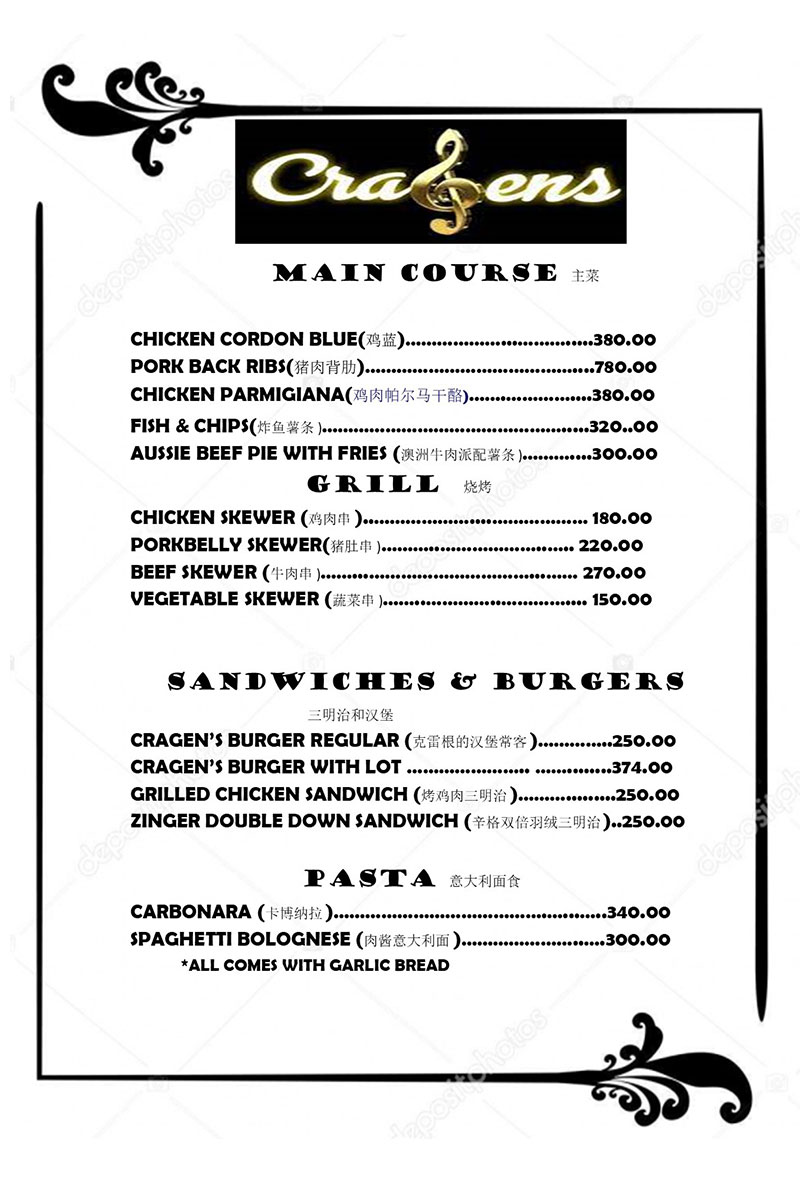 Cragens
MAIN COURSE 主菜
CHICKEN CORDON BLUE(鸡蓝)......................................380.00
PORK BACK RIBS(猪肉背肋)..........................................780.00
CHICKEN PARMIGIANA(鸡肉帕尔马干酪)......................380.00
FISH & CHIPS(炸鱼薯条 )................................................320..00
AUSSIE BEEF PIE WITH FRIES (澳洲牛肉派配薯条 )............300.00
GRILL 烧烤
CHICKEN SKEWER (鸡肉串 )......................................... 180.00
PORKBELLY SKEWER(猪肚串 )................................... 220.00
BEEF SKEWER (牛肉串 )............................................... 270.00
VEGETABLE SKEWER (蔬菜串 )..................................... 150.00
SANDWICHES & BURGERS
三明治和汉堡
CRAGEN'S BURGER REGULAR (克雷根的汉堡常客 )..............250.00
CRAGEN'S BURGER WITH LOT ....................... ..............374.00
GRILLED CHICKEN SANDWICH (烤鸡肉三明治 )..................250.00
ZINGER DOUBLE DOWN SANDWICH (辛格双倍羽绒三明治 )..250.00
PASTA 意大利面食
CARBONARA (卡博纳拉 )..................................................340.00
SPAGHETTI BOLOGNESE (肉酱意大利面 )..........................300.00
*ALL COMES WITH GARLIC BREAD
depositphotos
depositphotos
depositphotos
depositphotos
depositphotos
depositphotos